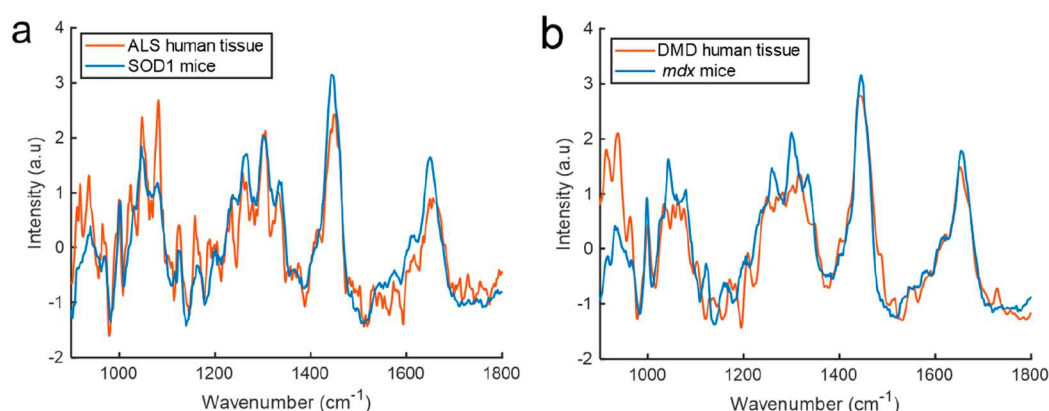 a
ALS human tissue
SOD1 mice
4
3
2
1
0
-1
-2
Intensity (a.u)
1000 1200 1400 1600 1800
Wavenumber (cm⁻¹)
b
DMD human tissue
mdx mice
4
3
2
1
0
-1
-2
Intensity (a.u)
1000 1200 1400 1600 1800
Wavenumber (cm⁻¹)